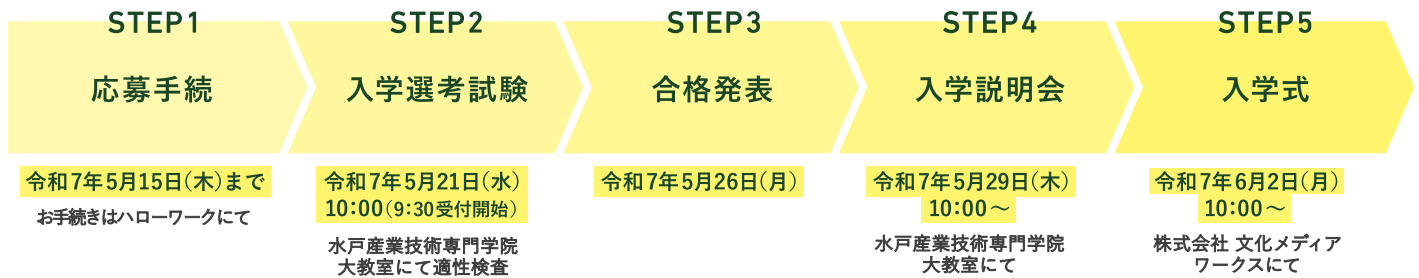 STEP1
応募手続
令和7年5月15日(木)まで
お手続きはハローワークにて
STEP2
入学選考試験
令和7年5月21日(水)
10:00(9:30受付開始)
水戸産業技術専門学院
大教室にて適性検査
STEP3
合格発表
令和7年5月26日(月)
STEP4
入学説明会
令和7年5月29日(木)
10:00~
水戸産業技術専門学院
大教室にて
STEP5
入学式
令和7年6月2日(月)
10:00~
株式会社 文化メディア
ワークスにて